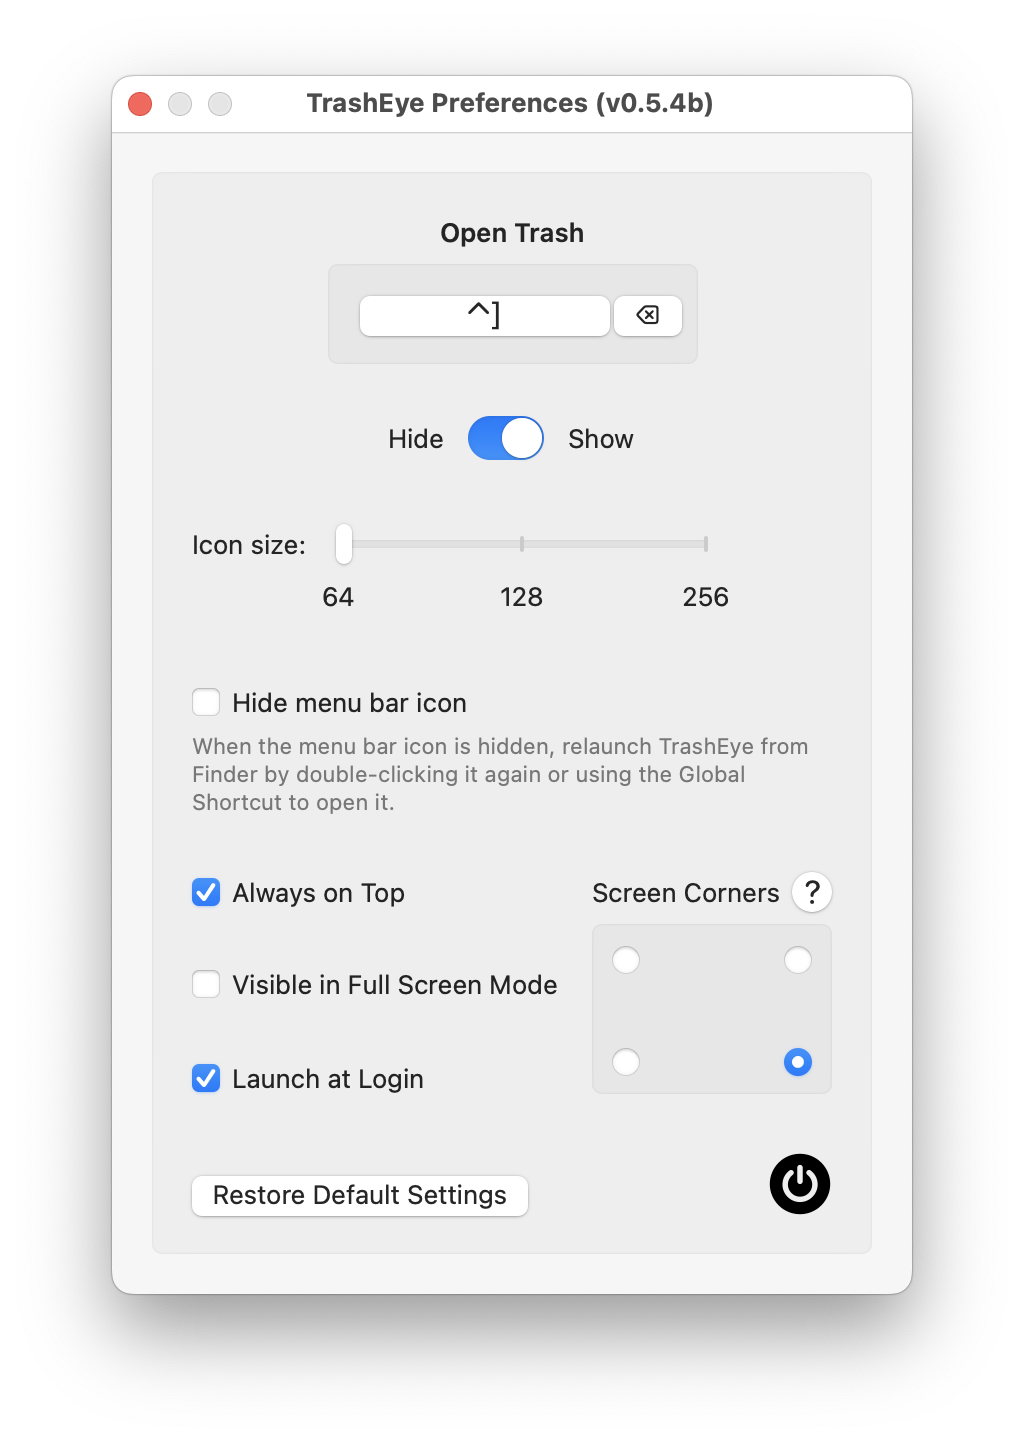 TrashEye Preferences (v0.5.4b)
Open Trash
^]
Hide Show
Icon size:
64 128 256
Hide menu bar icon
When the menu bar icon is hidden, relaunch TrashEye from
Finder by double-clicking it again or using the Global
Shortcut to open it.
Always on Top
Screen Corners ?
Visible in Full Screen Mode
Launch at Login
Restore Default Settings